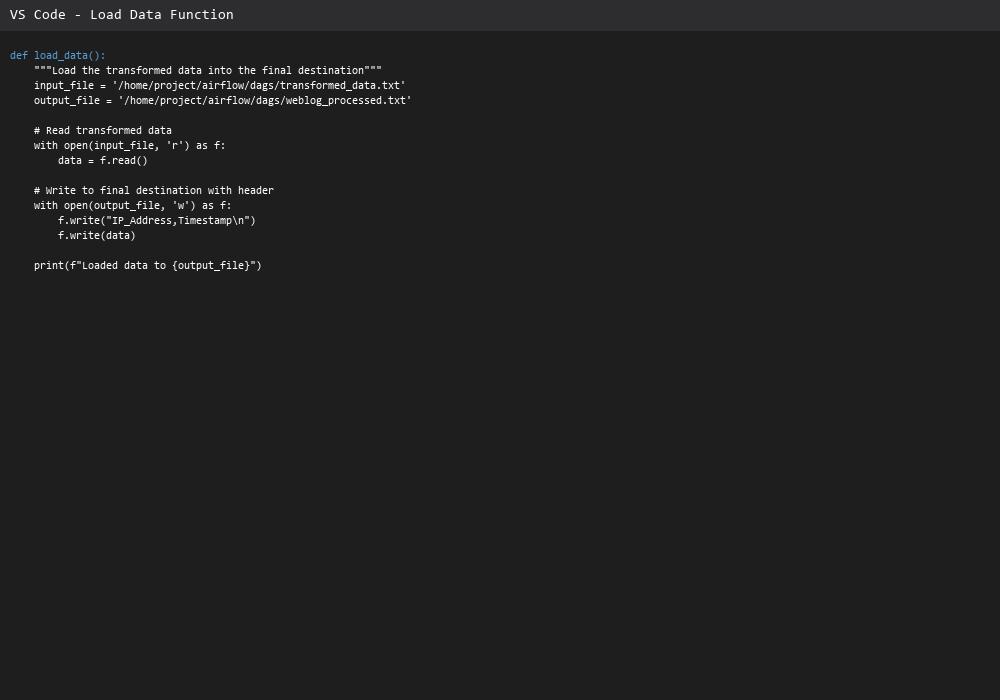 VS Code - Load Data Function
def load_data():
    """Load the transformed data into the final destination"""
    input_file = '/home/project/airflow/dags/transformed_data.txt'
    output_file = '/home/project/airflow/dags/weblog_processed.txt'
    # Read transformed data
    with open(input_file, 'r') as f:
        data = f.read()
    # Write to final destination with header
    with open(output_file, 'w') as f:
        f.write("IP_Address,Timestamp\n")
        f.write(data)
    print(f"Loaded data to {output_file}")